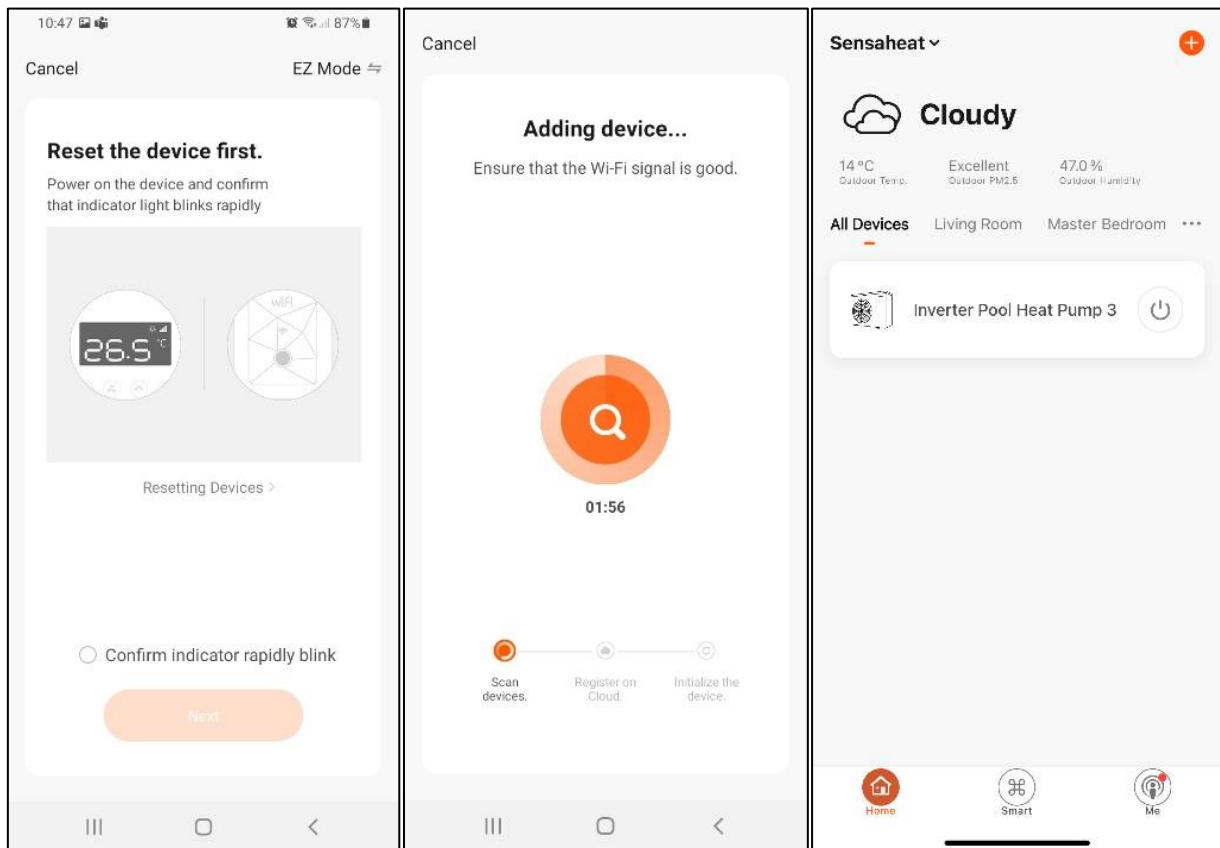 10:47
87%
Cancel
EZ Mode
Reset the device first.
Power on the device and confirm
that indicator light blinks rapidly
26.5 °C
wifi
Resetting Devices >
Confirm indicator rapidly blink
Next
Cancel
Adding device...
Ensure that the Wi-Fi signal is good.
01:56
Scan
devices.
Register on
Cloud.
Initialize the
device.
Sensaheat
Cloudy
14 °C
Outdoor Temp.
Excellent
Outdoor PM2.5
47.0 %
Outdoor Humidity
All Devices
Living Room
Master Bedroom
Inverter Pool Heat Pump 3
Home
Smart
Me